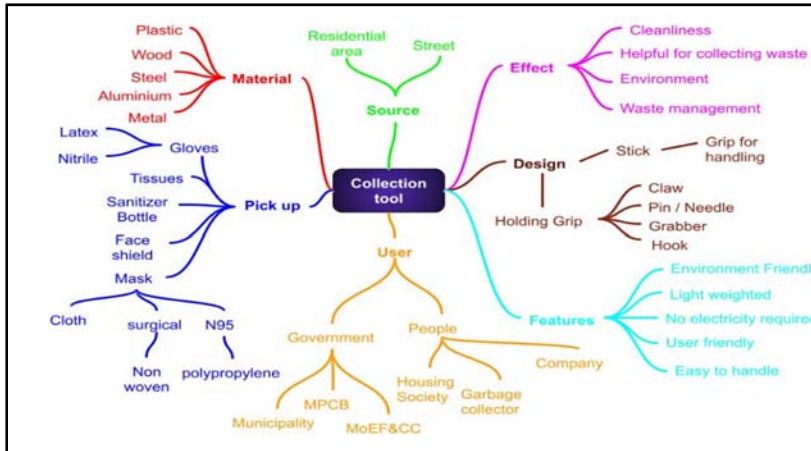 Plastic
Wood
Steel
Aluminium
Metal
Material
Residential
area
Street
Source
Effect
Cleanliness
Helpful for collecting waste
Environment
Waste management
Latex
Nitrile
Gloves
Tissues
Sanitizer
Bottle
Face
shield
Mask
Pick up
Cloth
surgical
N95
Non
woven
polypropylene
Collection
tool
Design
Stick
Grip for
handling
Holding Grip
Claw
Pin / Needle
Grabber
Hook
User
Government
People
Municipality
MPCB
MoEF&CC
Housing
Society
Garbage
collector
Company
Features
Environment Friendl
Light weighted
No electricity required
User friendly
Easy to handle